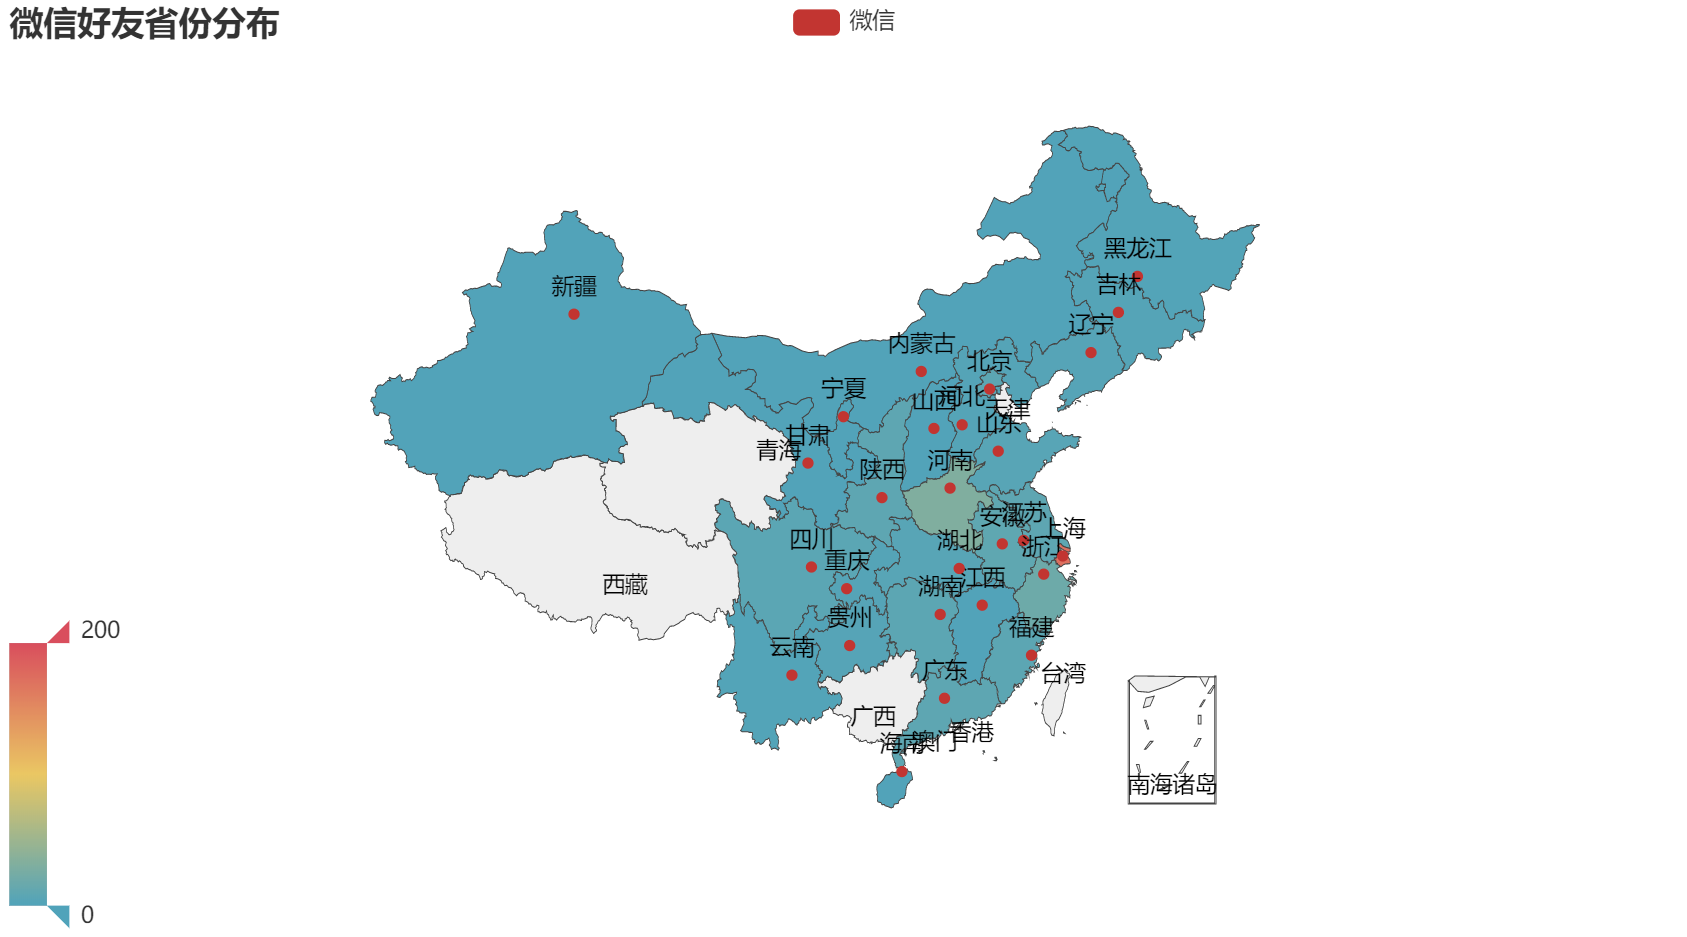 微信好友省份分布
微信
黑龙江
吉林
新疆
辽宁
内蒙古
北京
宁夏
河北
山西
天津
山东
甘肃
青海
河南
陕西
江苏
安徽
上海
四川
湖北
浙江
重庆
江西
西藏
湖南
贵州
福建
200
云南
广东
台湾
广西
香港
海南
澳门
南海诸岛
0